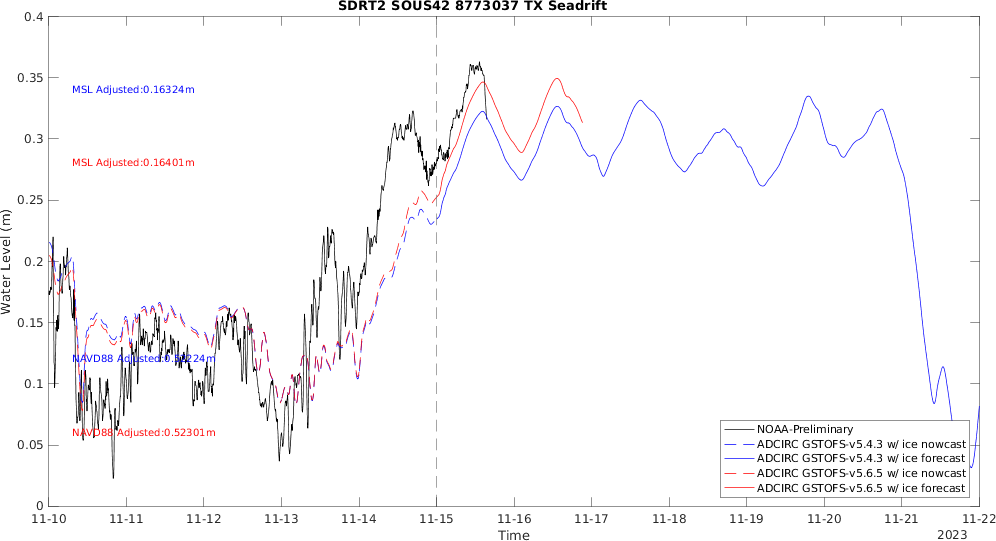 SDRT2 SOUS42 8773037 TX Seadrift
Water Level (m)
0.4
0.35
0.3
0.25
0.2
0.15
0.1
0.05
0
MSL Adjusted:0.16324m
MSL Adjusted:0.16401m
NAVD88 Adjusted:0.52224m
NAVD88 Adjusted:0.52301m
NOAA-Preliminary
ADCIRC GSTOFS-v5.4.3 w/ ice nowcast
ADCIRC GSTOFS-v5.4.3 w/ ice forecast
ADCIRC GSTOFS-v5.6.5 w/ ice nowcast
ADCIRC GSTOFS-v5.6.5 w/ ice forecast
11-10 11-11 11-12 11-13 11-14 11-15 11-16 11-17 11-18 11-19 11-20 11-21 11-22
Time
2023